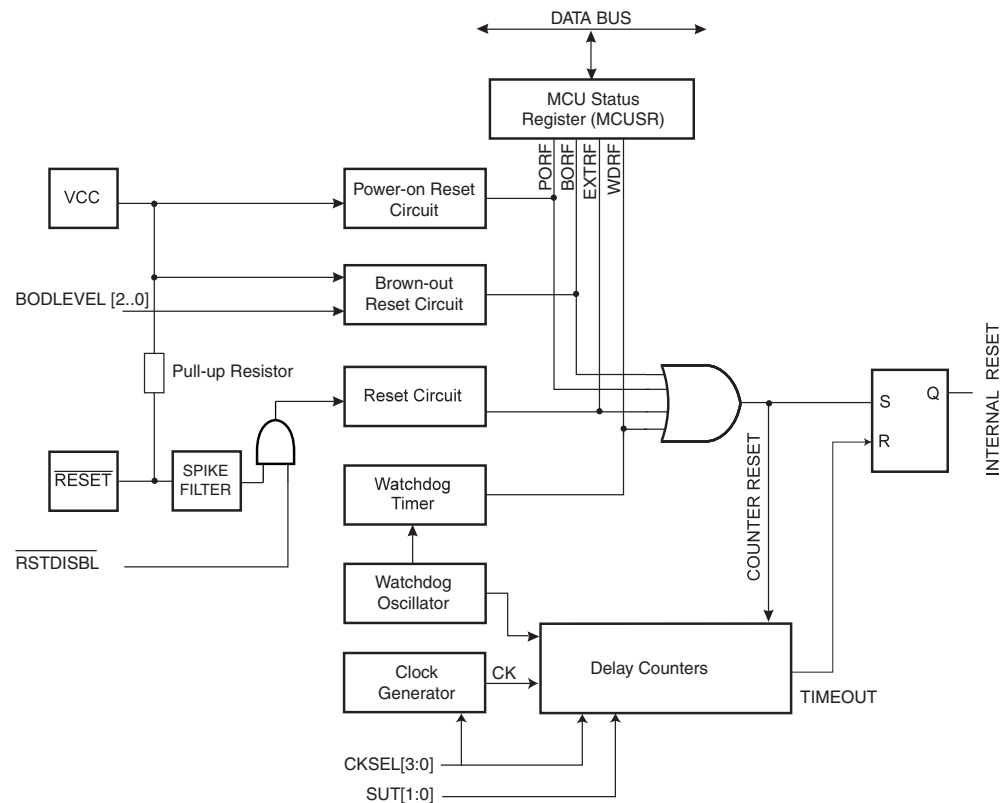 DATA BUS
MCU Status
Register (MCUSR)
PORF
BORF
EXTRF
WDRF
VCC
Power-on Reset
Circuit
BODLEVEL [2..0]
Brown-out
Reset Circuit
Pull-up Resistor
Reset Circuit
S
Q
R
INTERNAL RESET
RESET
SPIKE
FILTER
Watchdog
Timer
COUNTER RESET
RSTDISBL
Watchdog
Oscillator
Clock
Generator
CK
Delay Counters
TIMEOUT
CKSEL[3:0]
SUT[1:0]